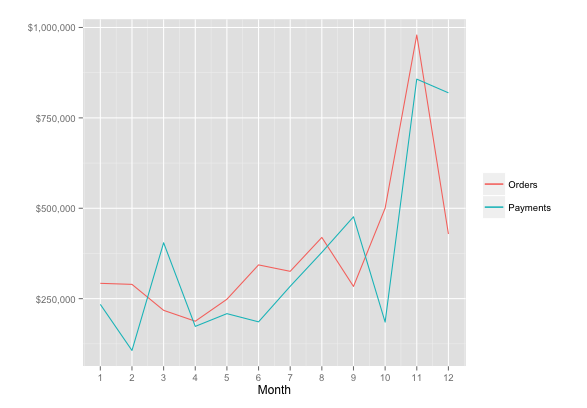 $1,000,000
$750,000
$500,000
$250,000
Orders
Payments
1 2 3 4 5 6 7 8 9 10 11 12
Month